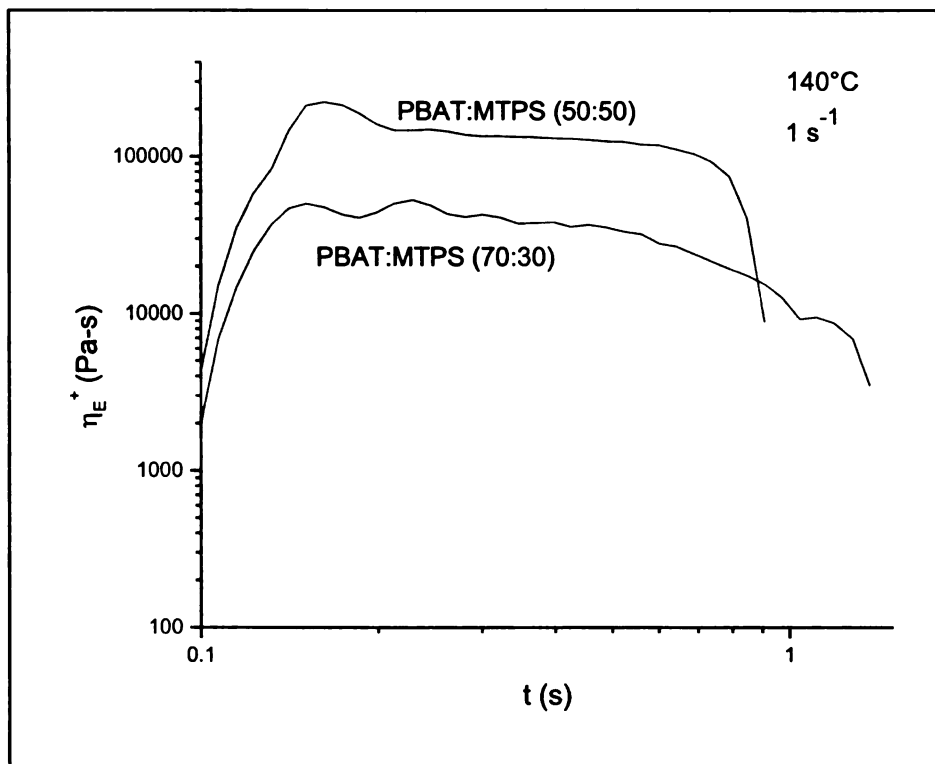 140°C
1 s⁻¹
PBAT:MTPS (50:50)
PBAT:MTPS (70:30)
ηE⁺ (Pa-s)
100000
10000
1000
100
0.1
1
t (s)